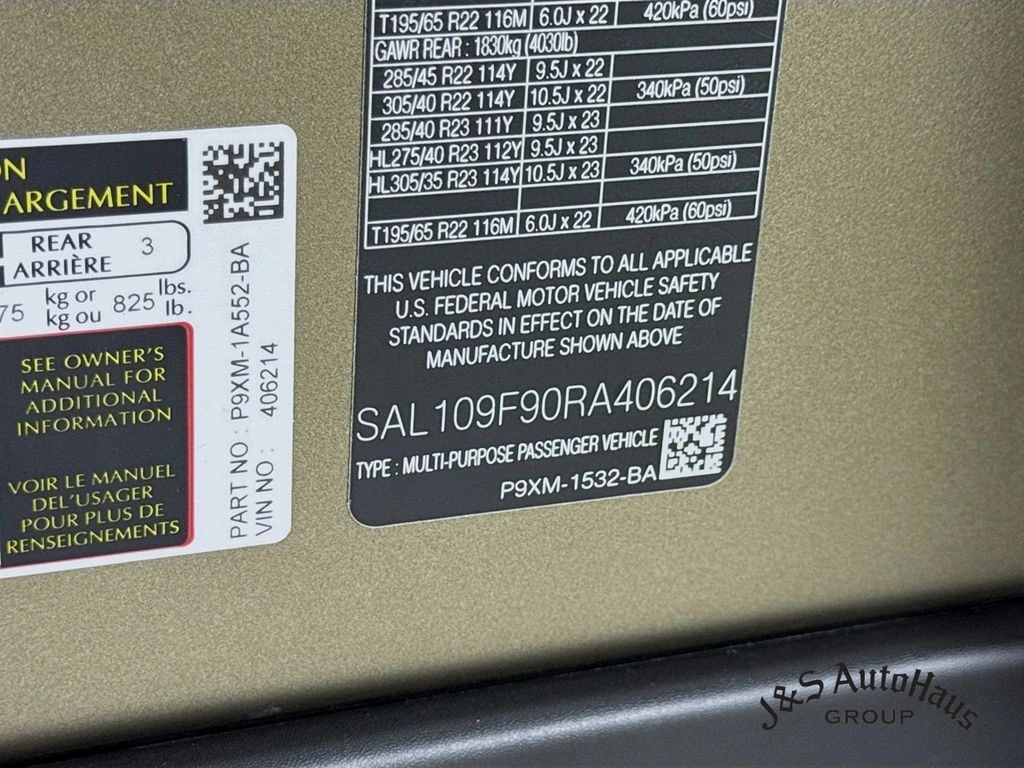 ON
ARGEMENT
REAR
ARRIÈRE
3
75 kg or 825 lbs.
kg ou lb.
SEE OWNER'S
MANUAL FOR
ADDITIONAL
INFORMATION
VOIR LE MANUEL
DEL'USAGER
POUR PLUS DE
RENSEIGNEMENTS
PART NO : P9XM-1A552-BA
VIN NO : 406214
T195/65 R22 116M 6.0J x 22 420kPa (60psi)
GAWR REAR : 1830kg (4030lb)
285/45 R22 114Y 9.5J x 22
305/40 R22 114Y 10.5J x 22 340kPa (50psi)
285/40 R23 111Y 9.5J x 23
HL275/40 R23 112Y 9.5J x 23
HL305/35 R23 114Y 10.5J x 23 340kPa (50psi)
T195/65 R22 116M 6.0J x 22 420kPa (60psi)
THIS VEHICLE CONFORMS TO ALL APPLICABLE
U.S. FEDERAL MOTOR VEHICLE SAFETY
STANDARDS IN EFFECT ON THE DATE OF
MANUFACTURE SHOWN ABOVE
SAL109F90RA406214
TYPE : MULTI-PURPOSE PASSENGER VEHICLE
P9XM-1532-BA
J&S AutoHaus
GROUP